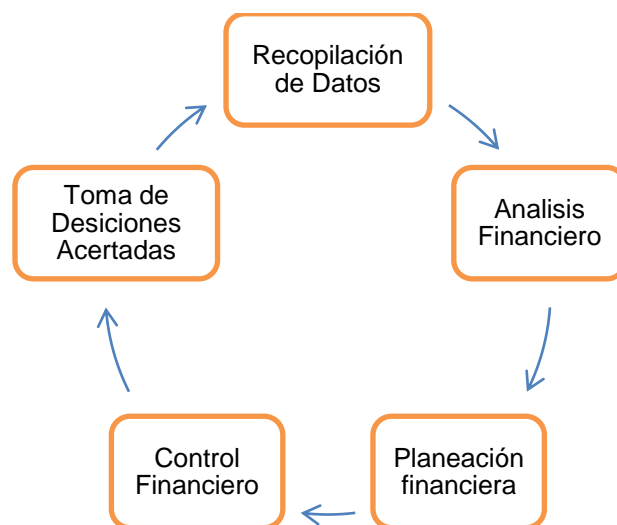 Recopilación
de Datos
Analisis
Financiero
Planeación
financiera
Control
Financiero
Toma de
Desiciones
Acertadas